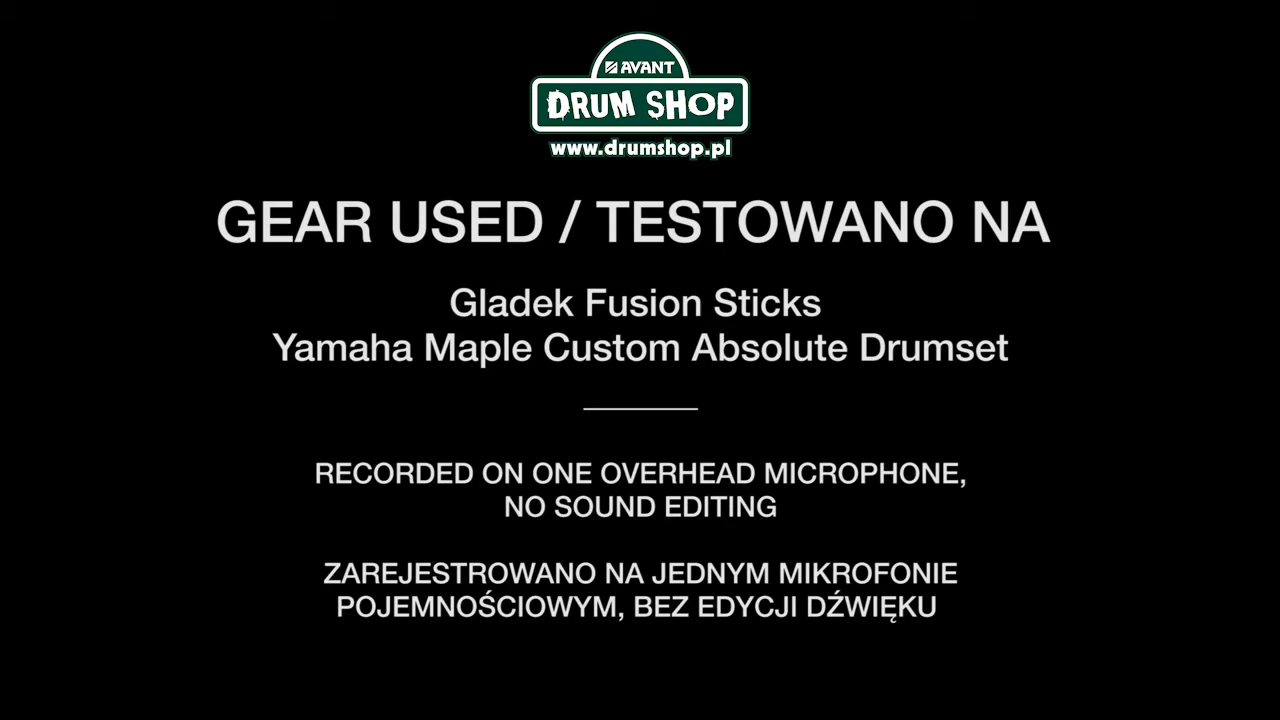 AVANT
DRUM SHOP
www.drumshop.pl
GEAR USED / TESTOWANO NA
Gladek Fusion Sticks
Yamaha Maple Custom Absolute Drumset
RECORDED ON ONE OVERHEAD MICROPHONE,
NO SOUND EDITING
ZAREJESTROWANO NA JEDNYM MIKROFONIE
POJEMNOŚCIOWYM, BEZ EDYCJI DŹWIĘKU